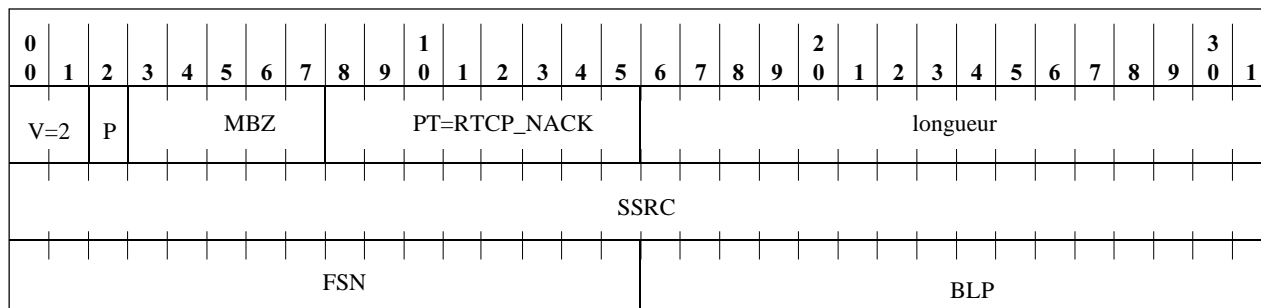 0 1 2 3
0 1 2 3 4 5 6 7 8 9 0 1 2 3 4 5 6 7 8 9 0 1 2 3 4 5 6 7 8 9 0 1
V=2 P MBZ PT=RTCP_NACK longueur
SSRC
FSN BLP